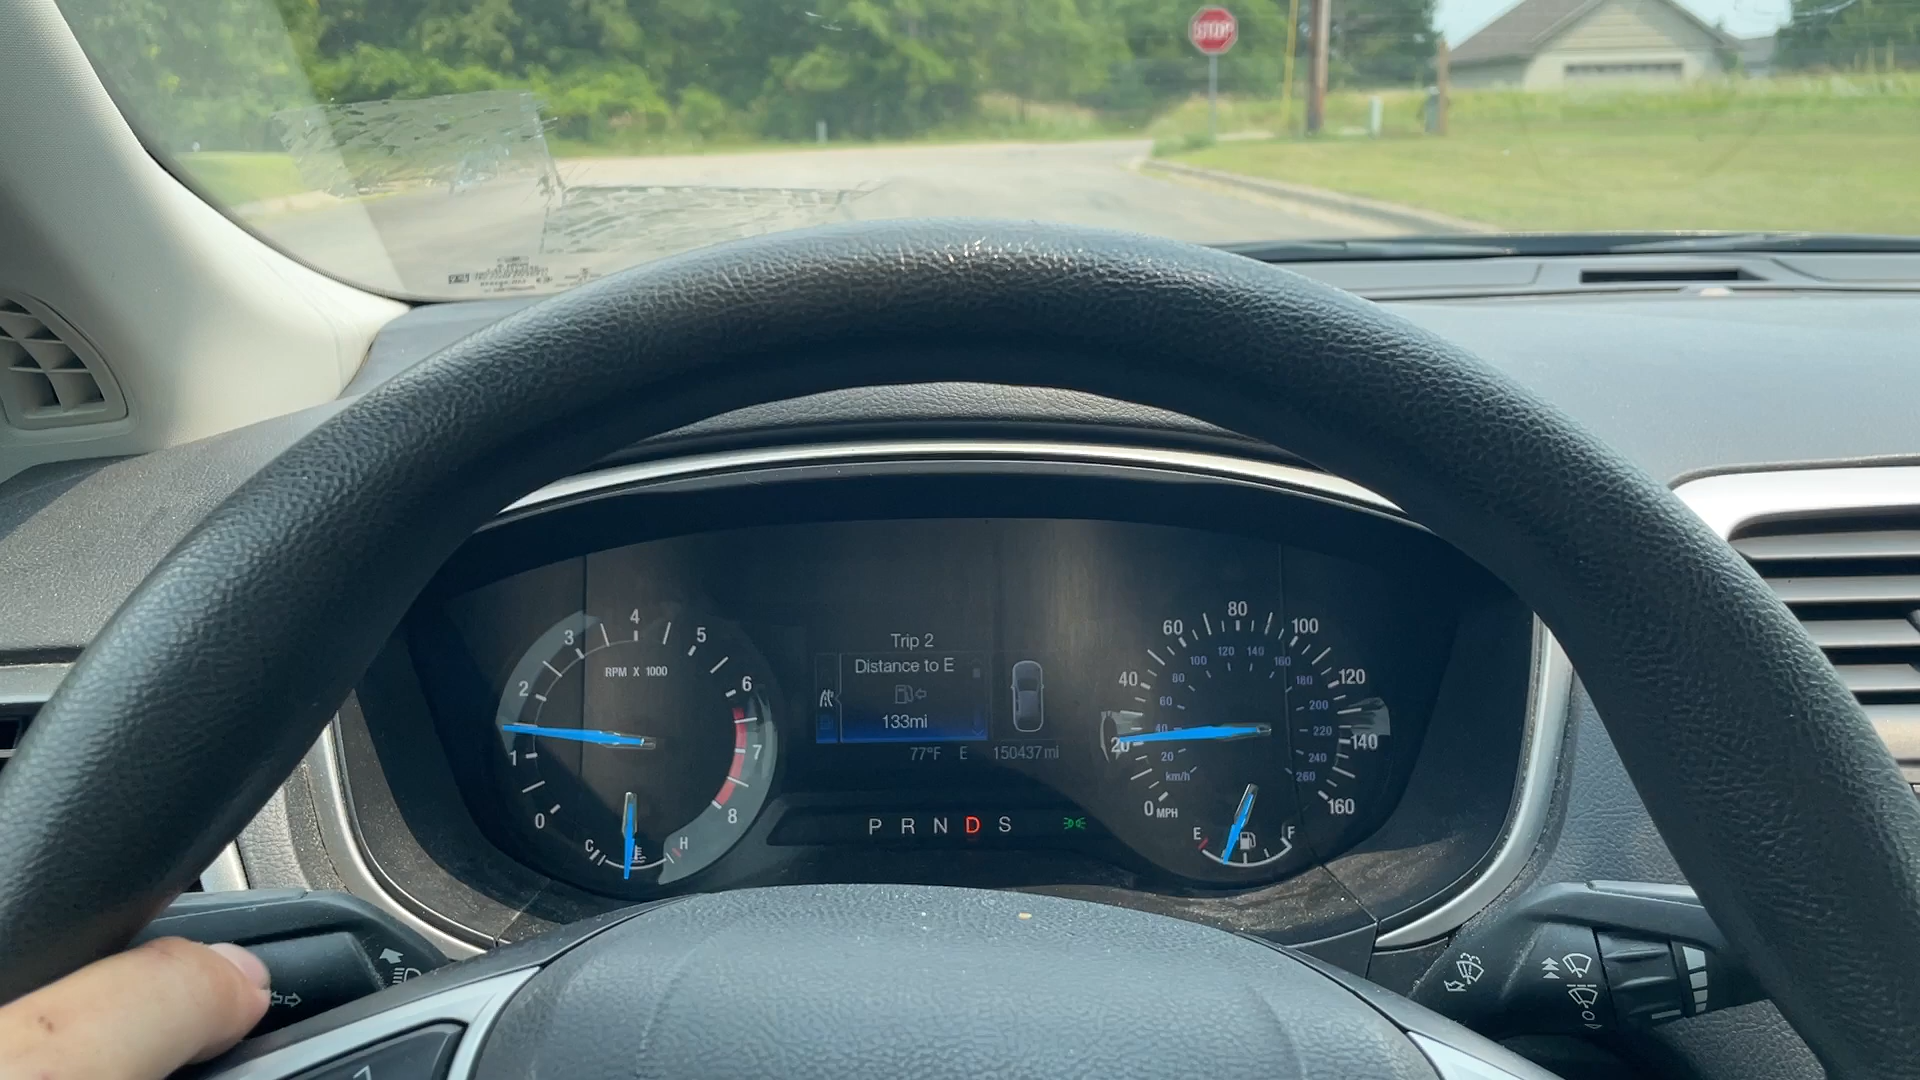 STOP
4
3
5
RPM X 1000
2
6
1
7
0
8
C
H
Trip 2
Distance to E
133mi
77°F E 150437mi
P R N D S
80
60
100
120
140
100
160
40
80
180
120
60
200
40
220
20
140
20
240
km/h
260
0 MPH
160
E
F